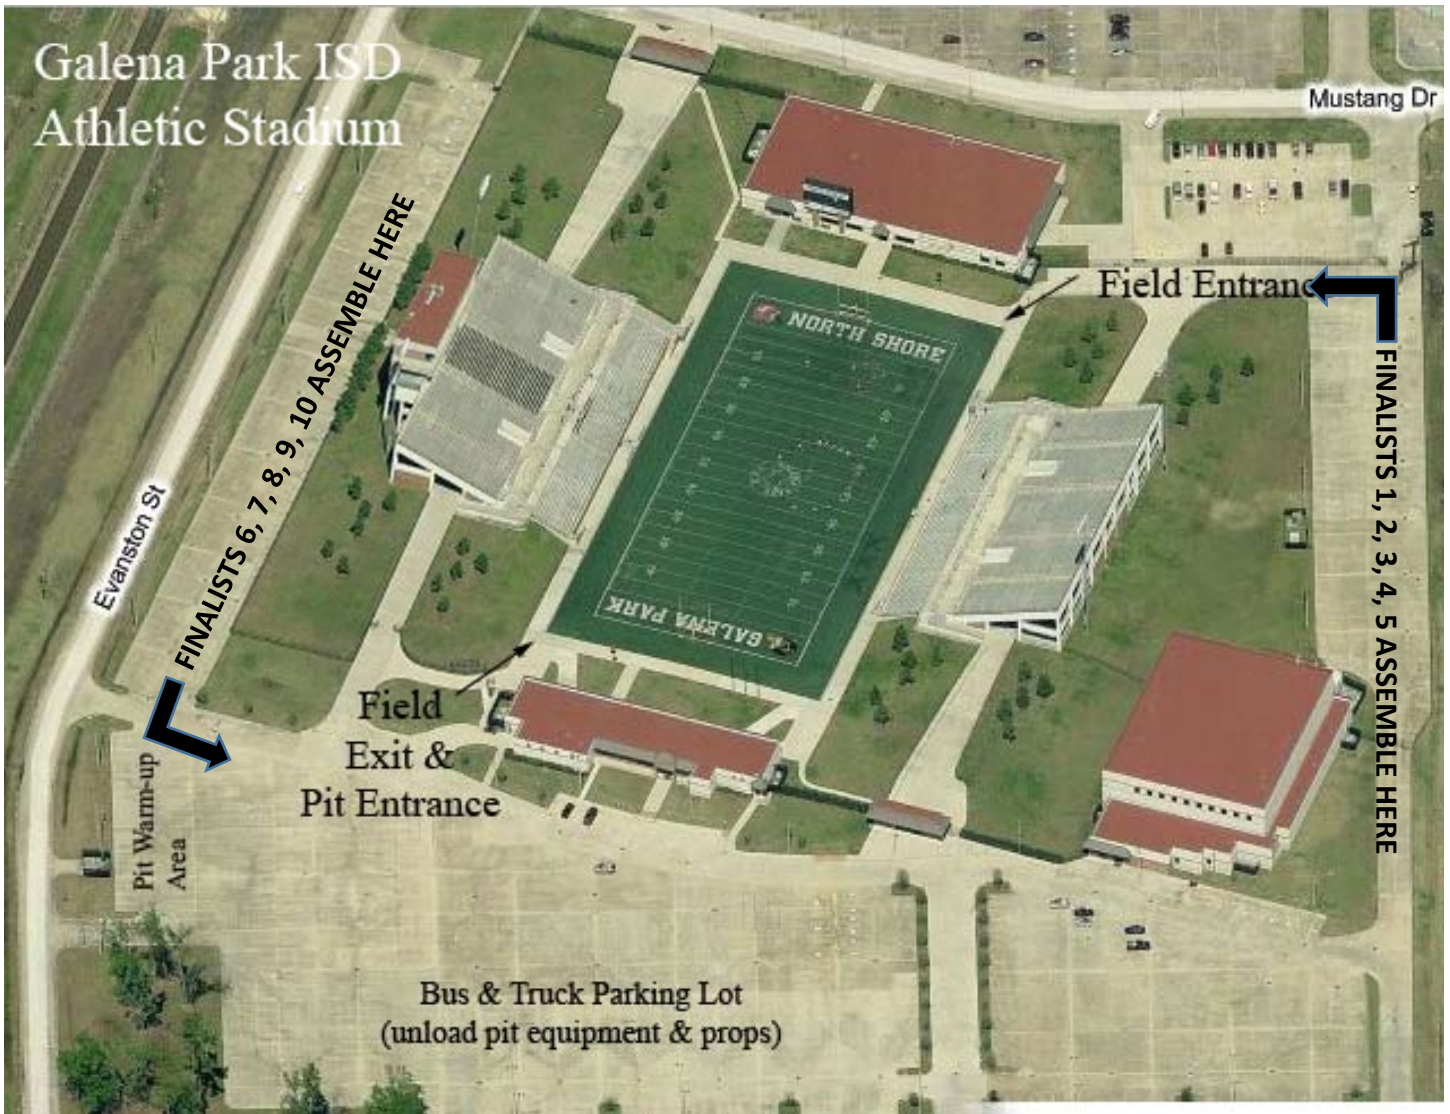 Galena Park ISD
Athletic Stadium
Mustang Dr
Field Entranc
FINALISTS 6, 7, 8, 9, 10 ASSEMBLE HERE
FINALISTS 1, 2, 3, 4, 5 ASSEMBLE HERE
NORTH SHORE
Evanston St
GALENA PARK
Field
Exit &
Pit Entrance
Pit Warm-up
Area
Bus & Truck Parking Lot
(unload pit equipment & props)